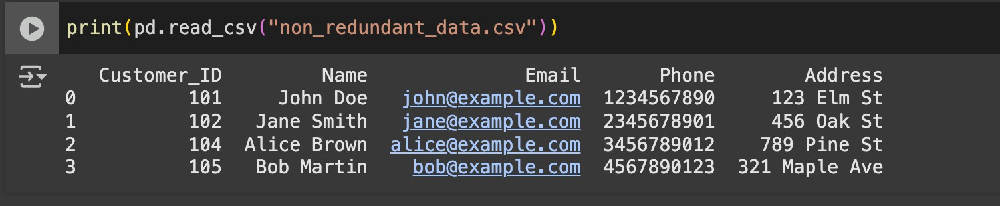 print(pd.read_csv("non_redundant_data.csv"))
Customer_ID Name Email Phone Address
0 101 John Doe john@example.com 1234567890 123 Elm St
1 102 Jane Smith jane@example.com 2345678901 456 Oak St
2 104 Alice Brown alice@example.com 3456789012 789 Pine St
3 105 Bob Martin bob@example.com 4567890123 321 Maple Ave